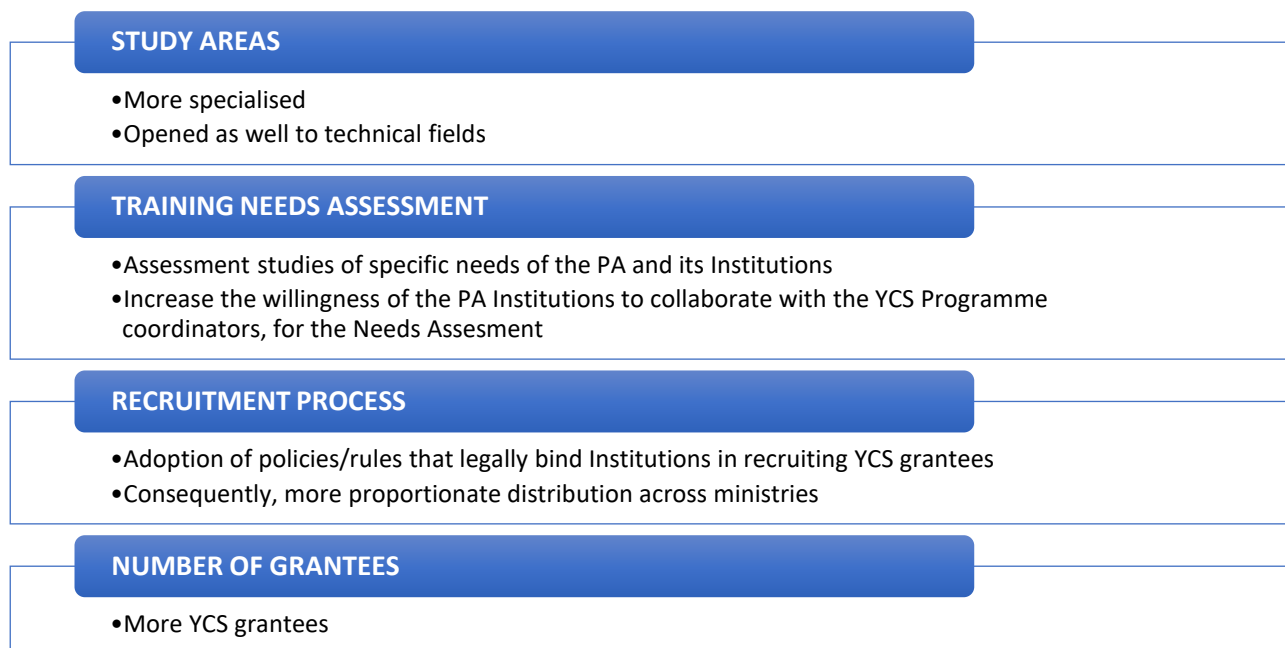 STUDY AREAS
•More specialised
•Opened as well to technical fields
TRAINING NEEDS ASSESSMENT
•Assessment studies of specific needs of the PA and its Institutions
•Increase the willingness of the PA Institutions to collaborate with the YCS Programme
coordinators, for the Needs Assesment
RECRUITMENT PROCESS
•Adoption of policies/rules that legally bind Institutions in recruiting YCS grantees
•Consequently, more proportionate distribution across ministries
NUMBER OF GRANTEES
•More YCS grantees